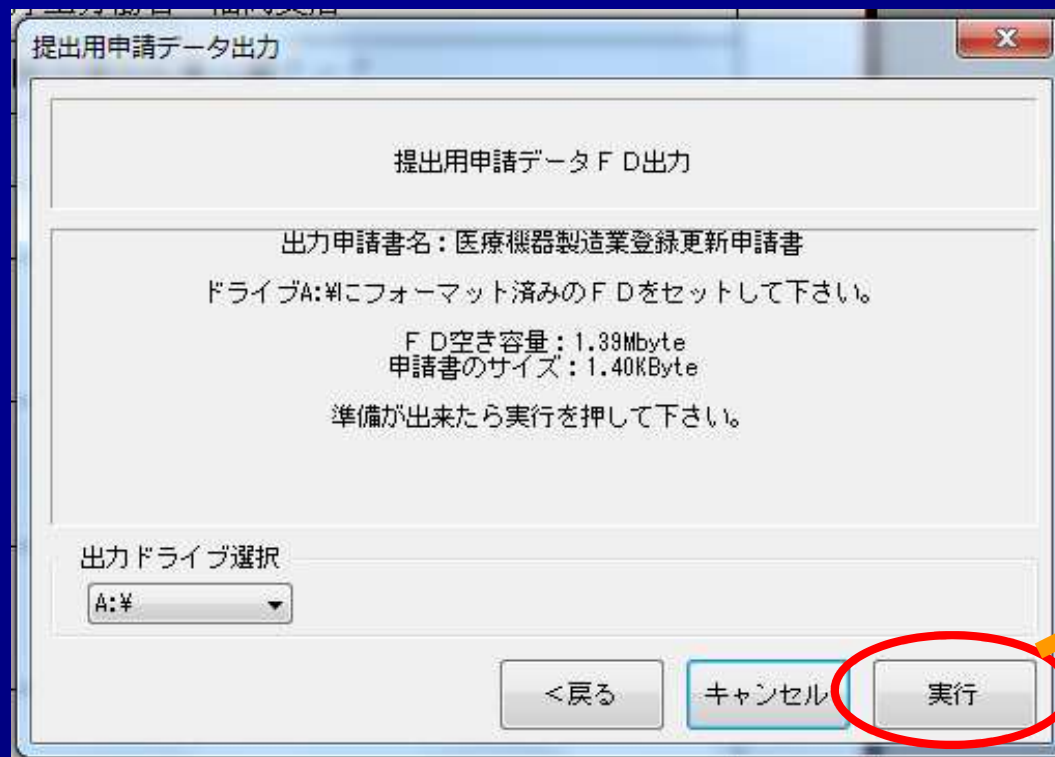 提出用申請データ出力
提出用申請データＦＤ出力
出力申請書名：医療機器製造業登録更新申請書
ドライブA:¥にフォーマット済みのＦＤをセットして下さい。
ＦＤ空き容量：1.39Mbyte
申請書のサイズ：1.40KByte
準備が出来たら実行を押して下さい。
出力ドライブ選択
A:¥
<戻る
キャンセル
実行